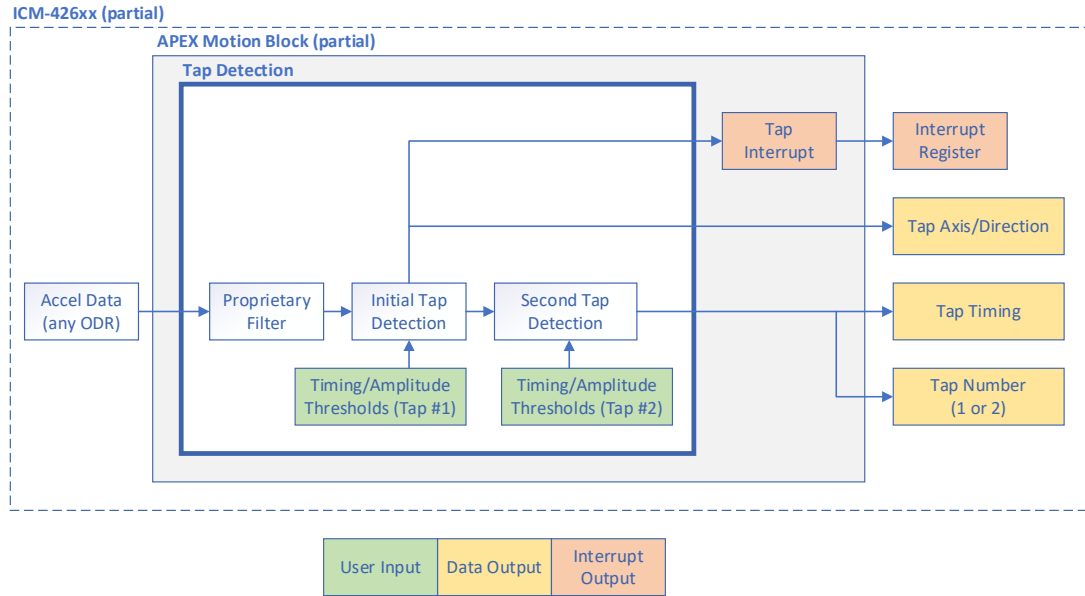 ICM-426xx (partial)
APEX Motion Block (partial)
Tap Detection
Tap
Interrupt
Interrupt
Register
Tap Axis/Direction
Accel Data
(any ODR)
Proprietary
Filter
Initial Tap
Detection
Second Tap
Detection
Tap Timing
Timing/Amplitude
Thresholds (Tap #1)
Timing/Amplitude
Thresholds (Tap #2)
Tap Number
(1 or 2)
User Input
Data Output
Interrupt
Output